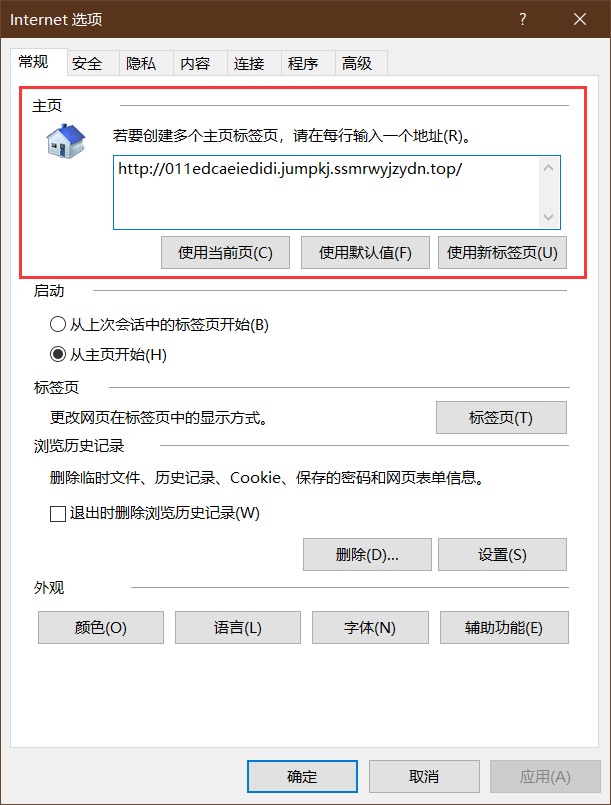 Internet 选项
常规 安全 隐私 内容 连接 程序 高级
主页
若要创建多个主页标签页，请在每行输入一个地址(R)。
http://011edcaeiedidi.jumpkj.ssmrwyjzydn.top/
使用当前页(C) 使用默认值(F) 使用新标签页(U)
启动
从上次会话中的标签页开始(B)
从主页开始(H)
标签页
更改网页在标签页中的显示方式。 标签页(T)
浏览历史记录
删除临时文件、历史记录、Cookie、保存的密码和网页表单信息。
退出时删除浏览历史记录(W)
删除(D)... 设置(S)
外观
颜色(O) 语言(L) 字体(N) 辅助功能(E)
确定 取消 应用(A)